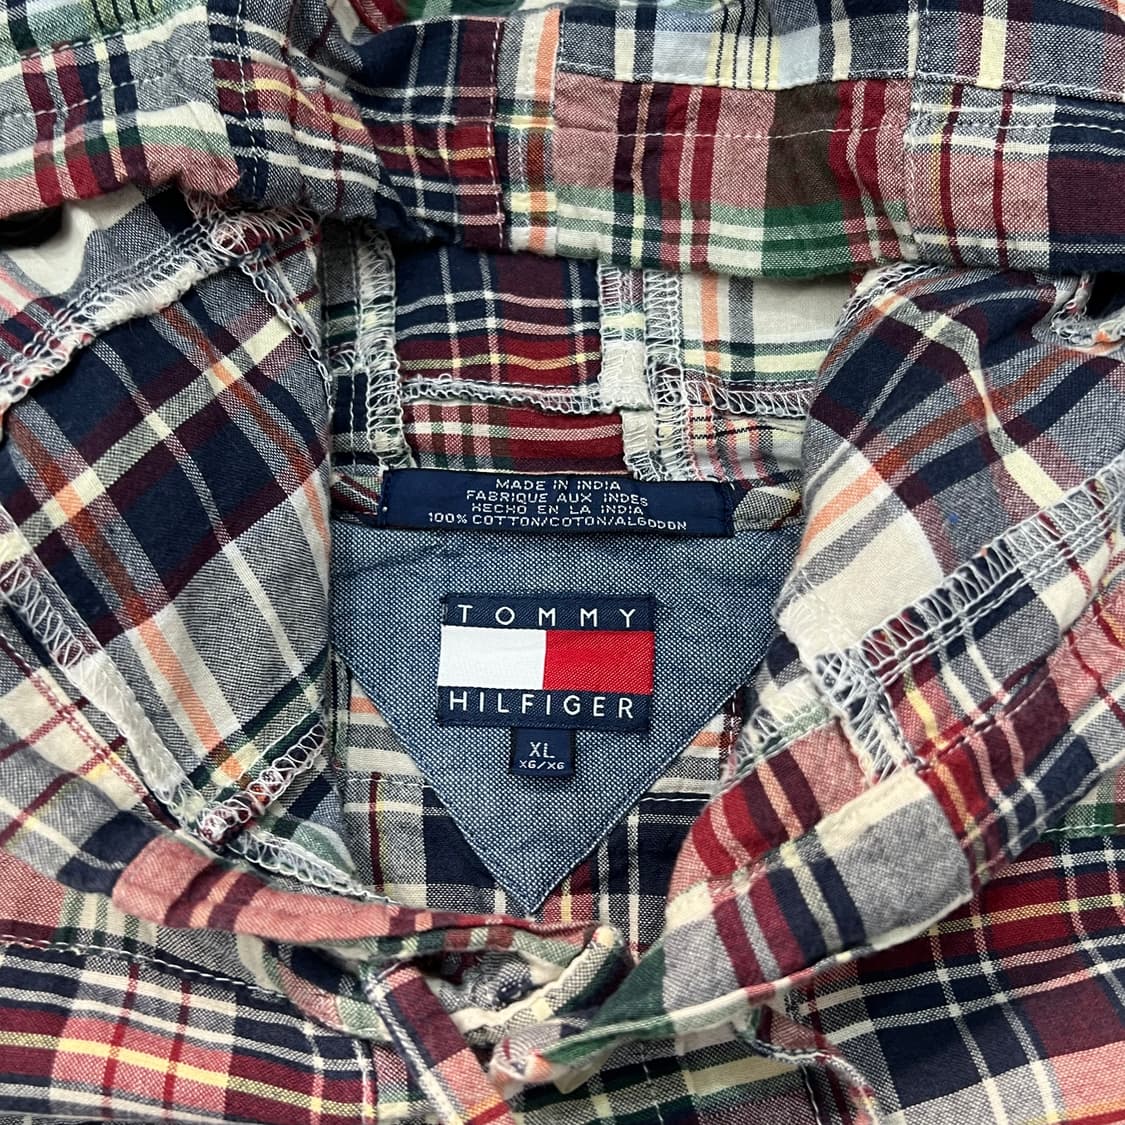 MADE IN INDIA
FABRIQUE AUX INDES
HECHO EN LA INDIA
100% COTTON/COTON/ALGODON
TOMMY
HILFIGER
XL
XG/XG